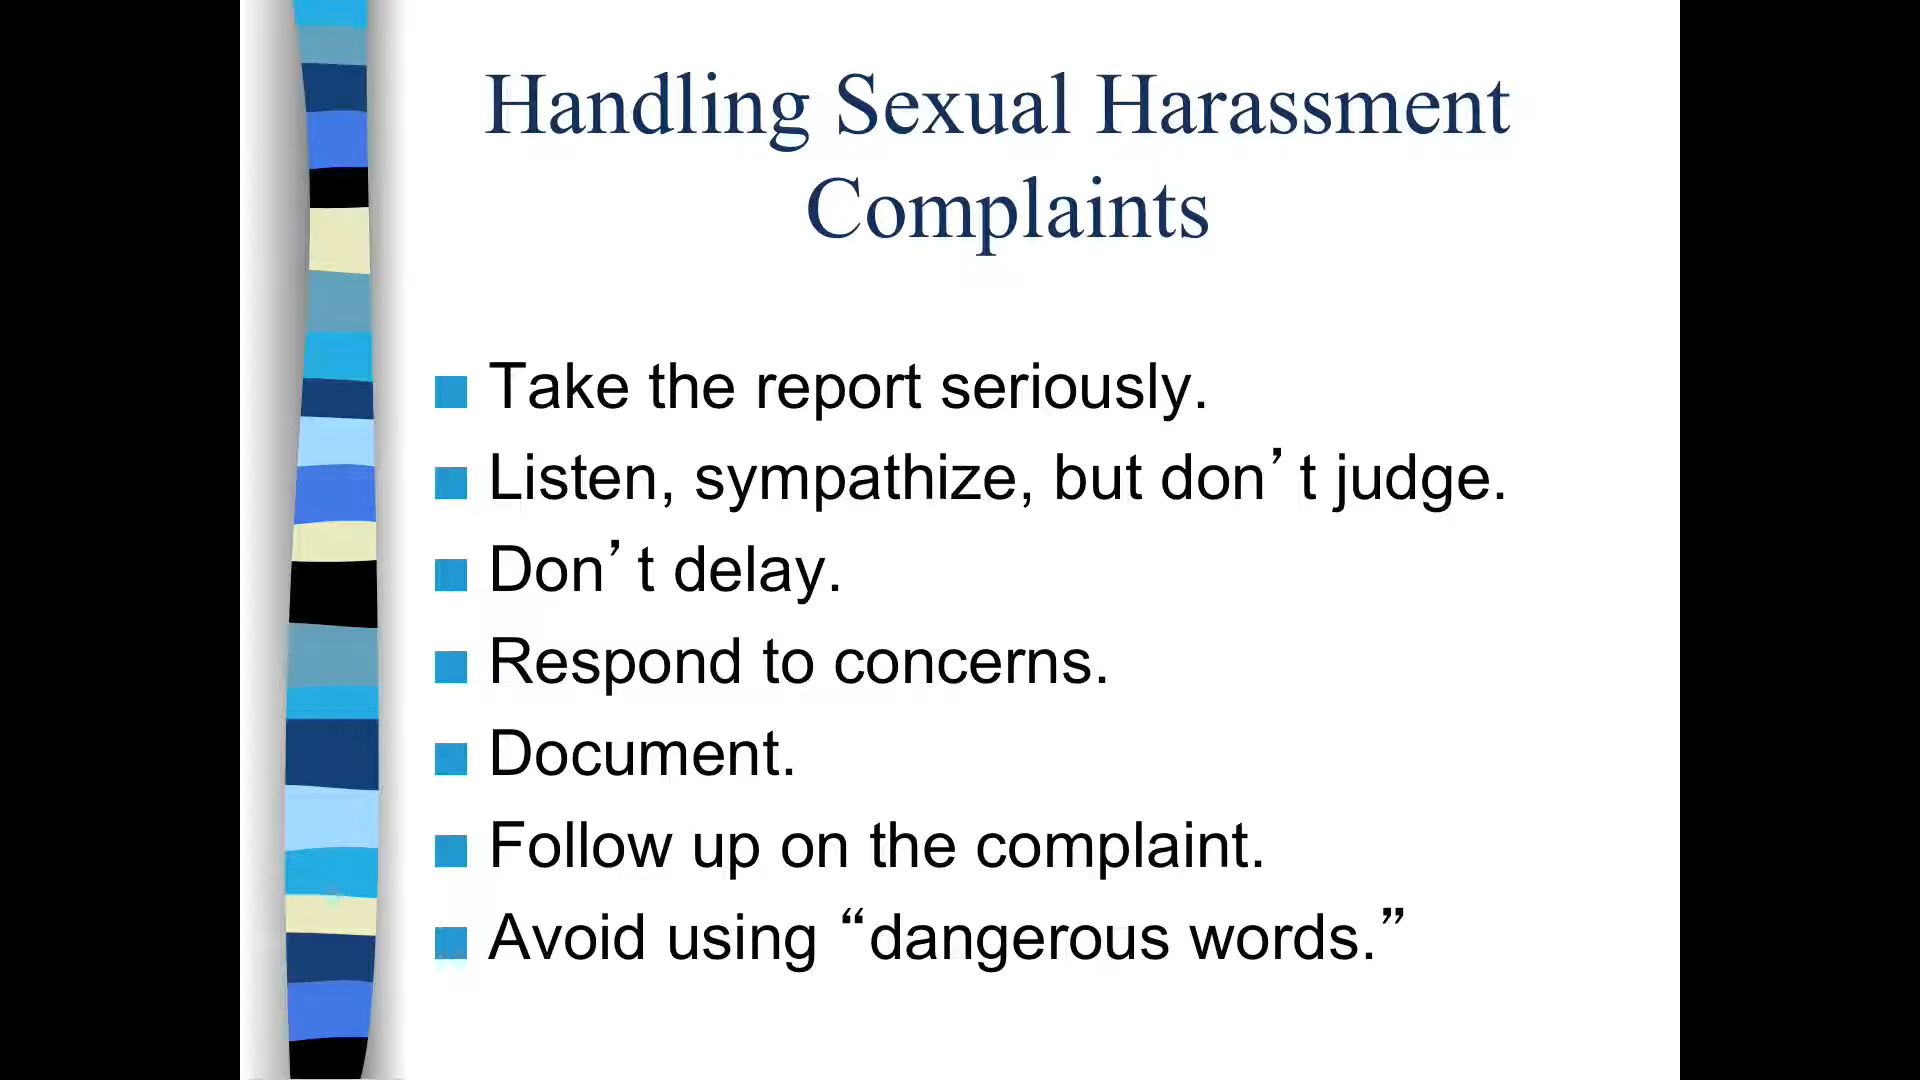 Handling Sexual Harassment
Complaints
Take the report seriously.
Listen, sympathize, but don’t judge.
Don’t delay.
Respond to concerns.
Document.
Follow up on the complaint.
Avoid using “dangerous words.”